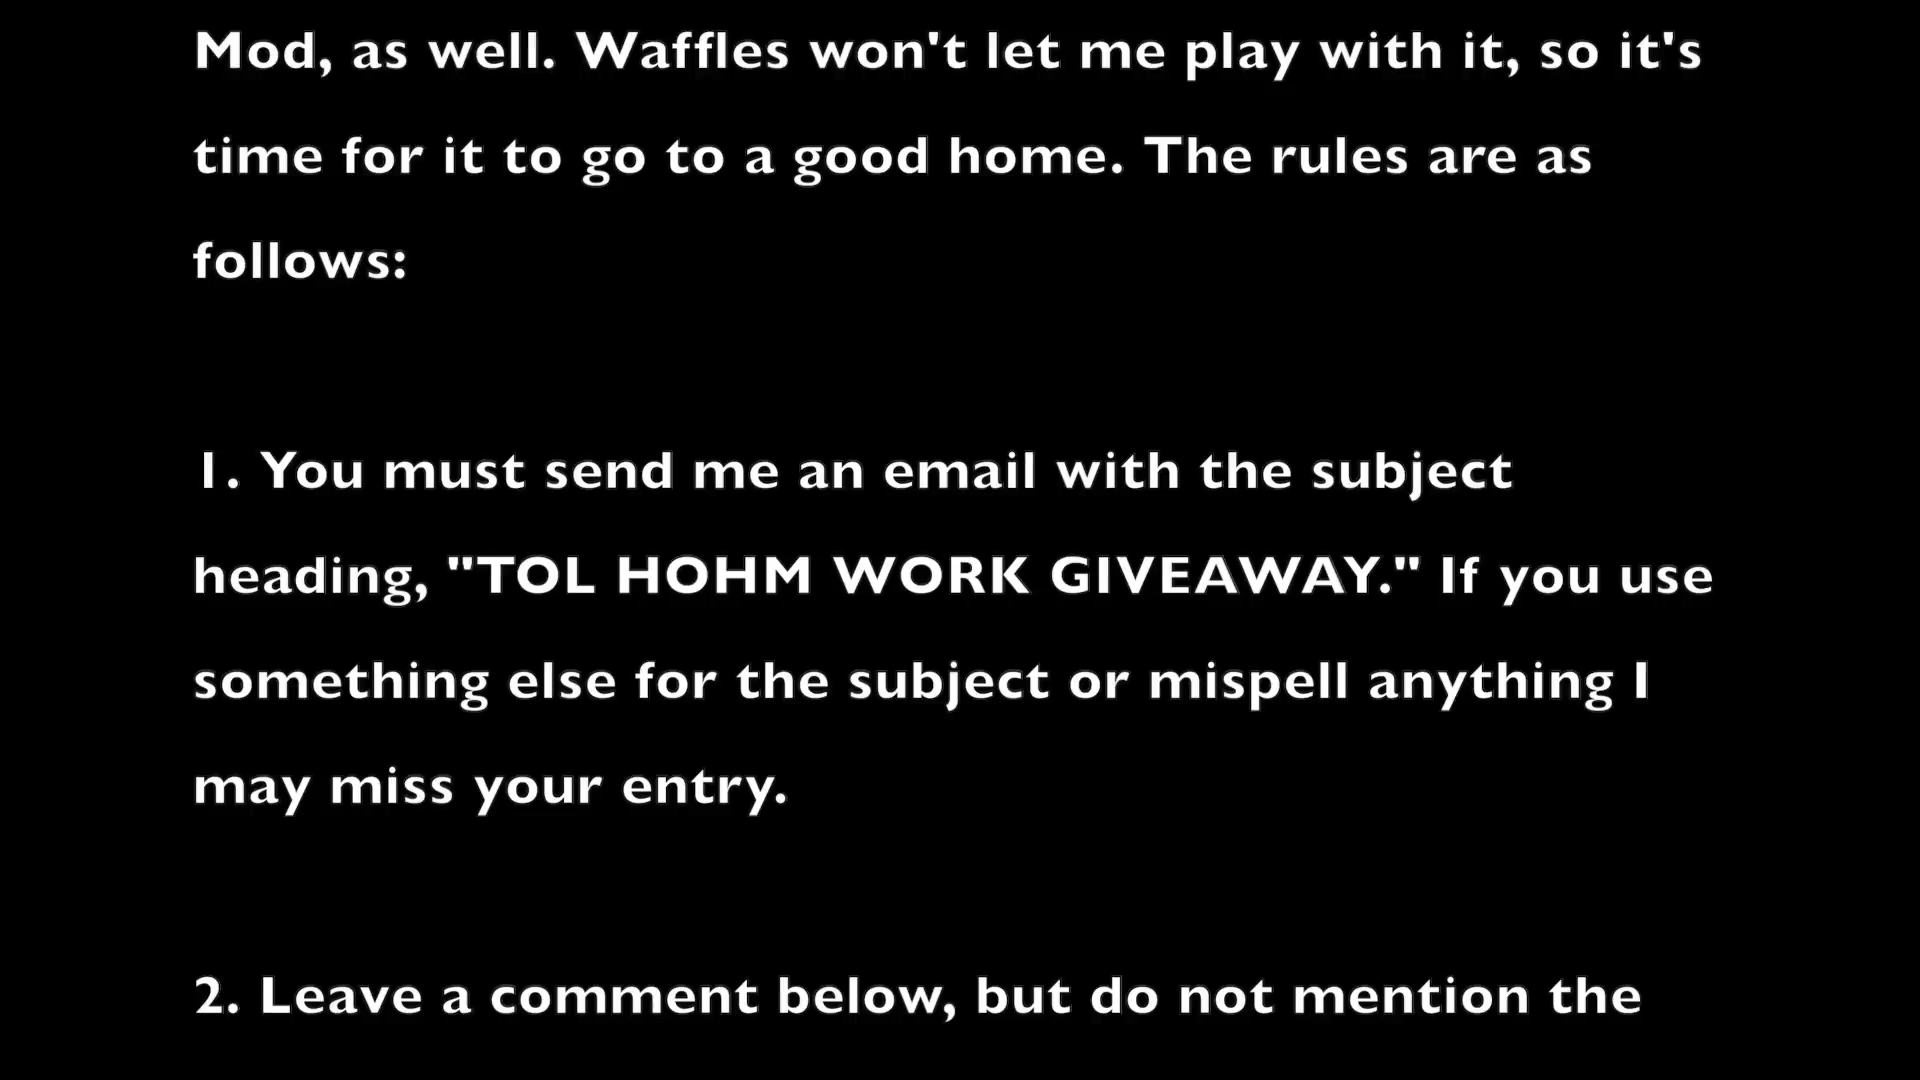 Mod, as well. Waffles won't let me play with it, so it's
time for it to go to a good home. The rules are as
follows:
1. You must send me an email with the subject
heading, "TOL HOHM WORK GIVEAWAY." If you use
something else for the subject or mispell anything I
may miss your entry.
2. Leave a comment below, but do not mention the